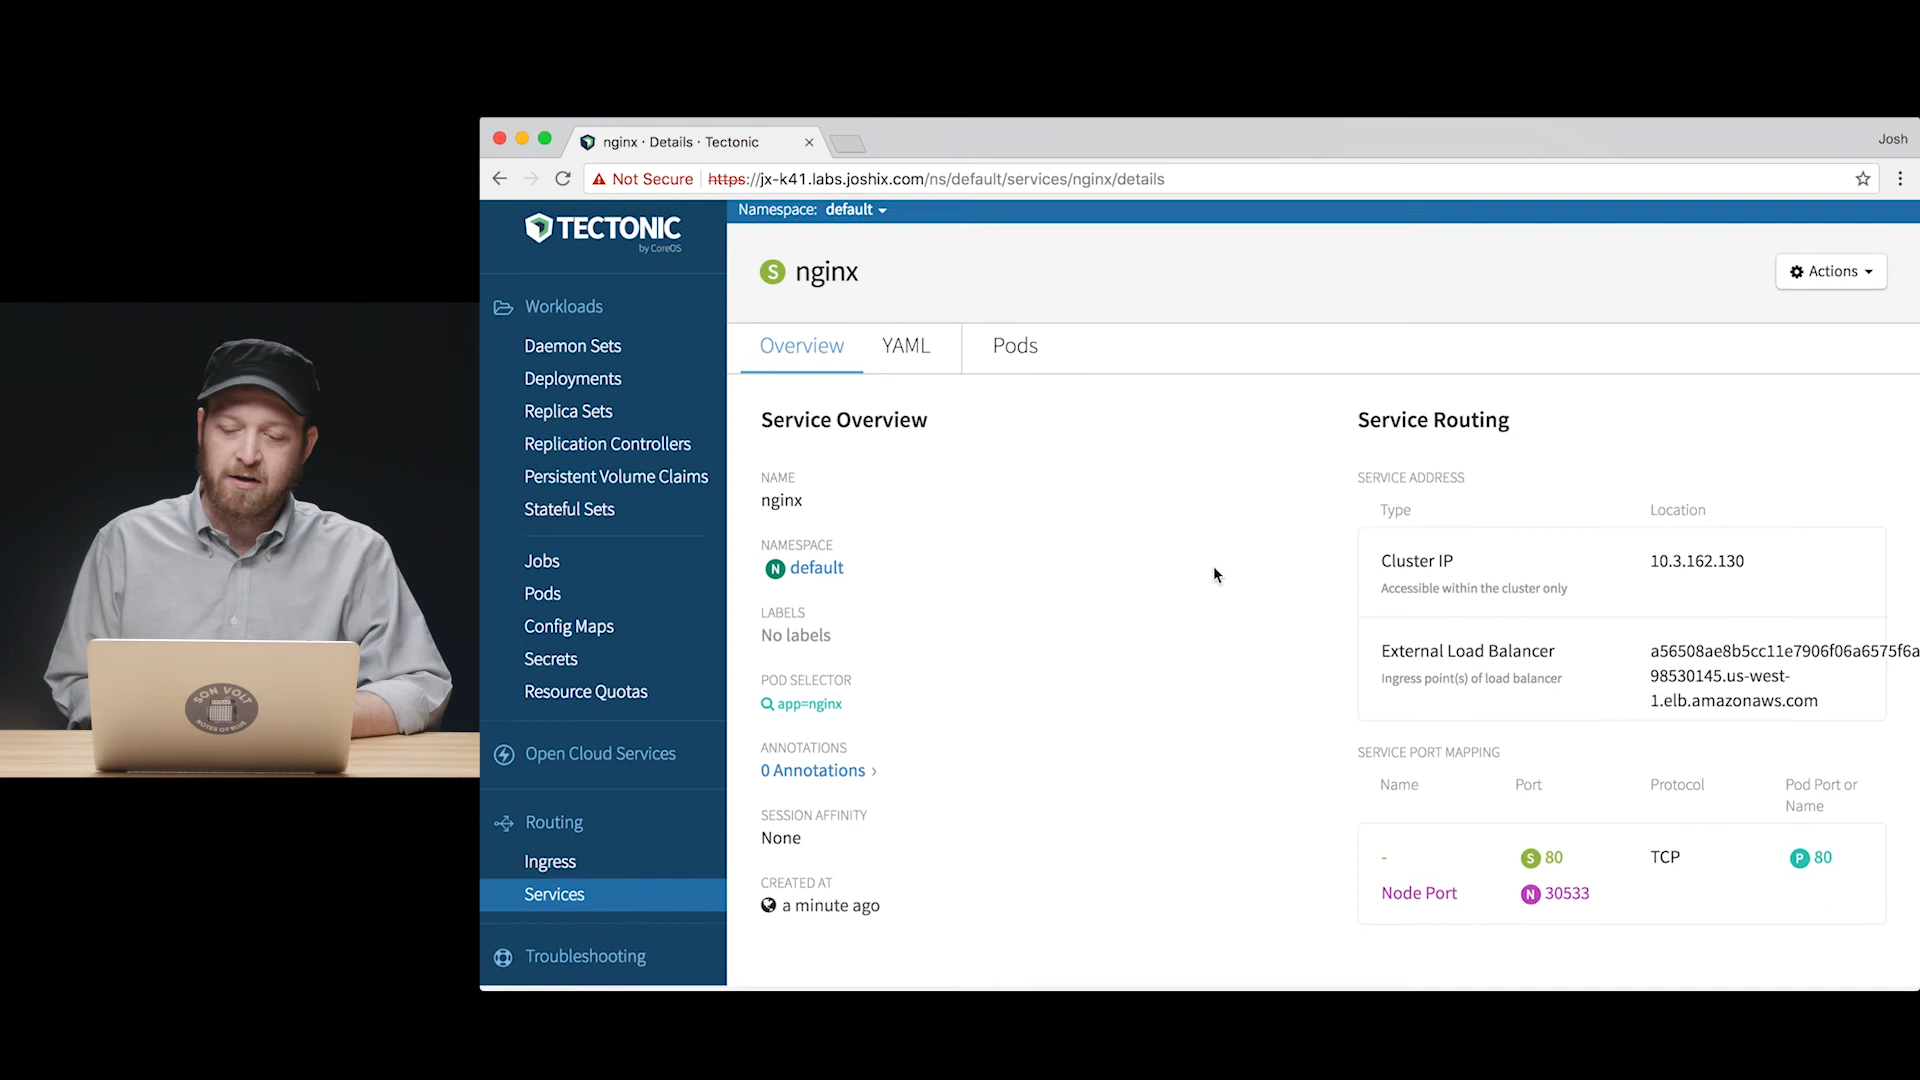 nginx · Details · Tectonic
Josh
Not Secure
https://jx-k41.labs.joshix.com/ns/default/services/nginx/details
TECTONIC
by CoreOS
Namespace: default
Workloads
Daemon Sets
Deployments
Replica Sets
Replication Controllers
Persistent Volume Claims
Stateful Sets
Jobs
Pods
Config Maps
Secrets
Resource Quotas
Open Cloud Services
Routing
Ingress
Services
Troubleshooting
S nginx
Actions
Overview
YAML
Pods
Service Overview
NAME
nginx
NAMESPACE
N default
LABELS
No labels
POD SELECTOR
app=nginx
ANNOTATIONS
0 Annotations ›
SESSION AFFINITY
None
CREATED AT
a minute ago
Service Routing
SERVICE ADDRESS
Type Location
Cluster IP 10.3.162.130
Accessible within the cluster only
External Load Balancer a56508ae8b5cc11e7906f06a6575f6a
Ingress point(s) of load balancer 98530145.us-west-
1.elb.amazonaws.com
SERVICE PORT MAPPING
Name Port Protocol Pod Port or
Name
- S 80 TCP P 80
Node Port N 30533
SON VOLT
NOTES OF BLUE